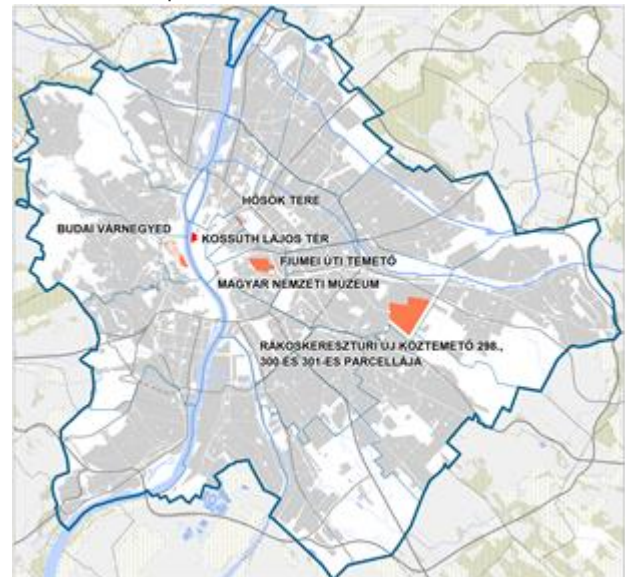 HŐSÖK TERE
BUDAI VÁRNEGYED
KOSSUTH LAJOS TÉR
FIUMEI ÚTI TEMETŐ
MAGYAR NEMZETI MÚZEUM
RÁKOSKERESZTÚRI ÚJ KÖZTEMETŐ 298.,
300-ÉS 301-ES PARCELLÁJA